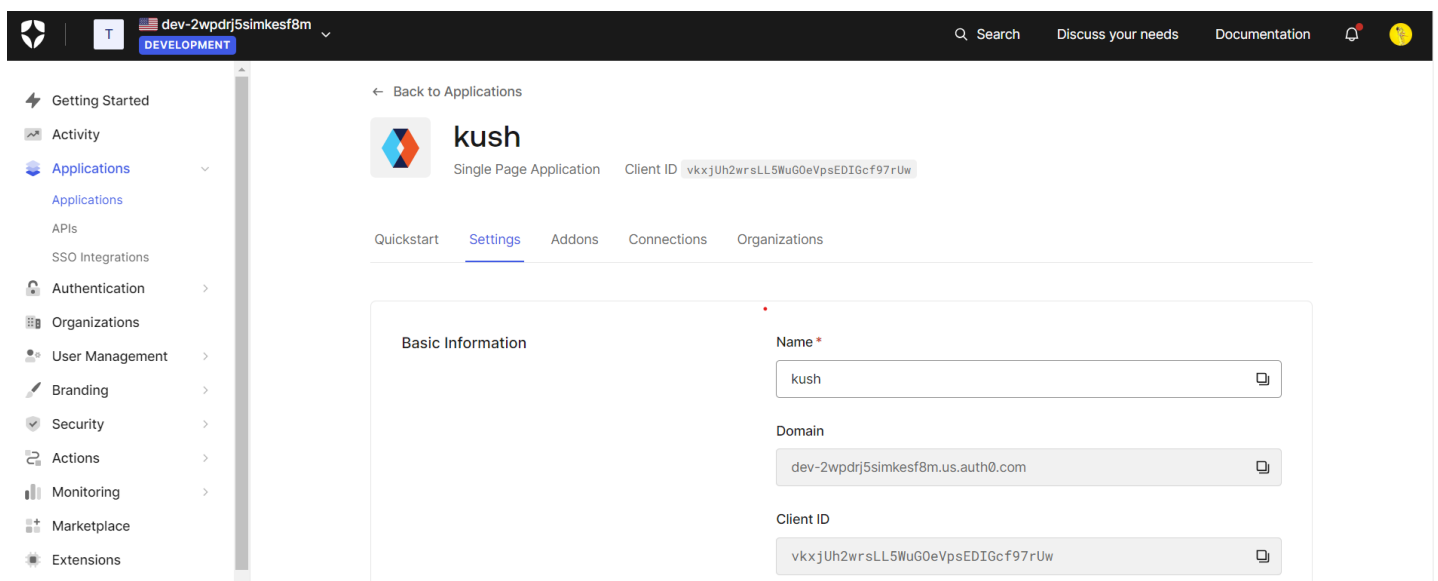 T
dev-2wpdrj5simkesf8m
DEVELOPMENT
Search
Discuss your needs
Documentation
Getting Started
Activity
Applications
Applications
APIs
SSO Integrations
Authentication
Organizations
User Management
Branding
Security
Actions
Monitoring
Marketplace
Extensions
← Back to Applications
kush
Single Page Application Client ID vkxjUh2wrsLL5WuGOeVpsEDIGcf97rUw
Quickstart Settings Addons Connections Organizations
Basic Information
Name *
kush
Domain
dev-2wpdrj5simkesf8m.us.auth0.com
Client ID
vkxjUh2wrsLL5WuGOeVpsEDIGcf97rUw